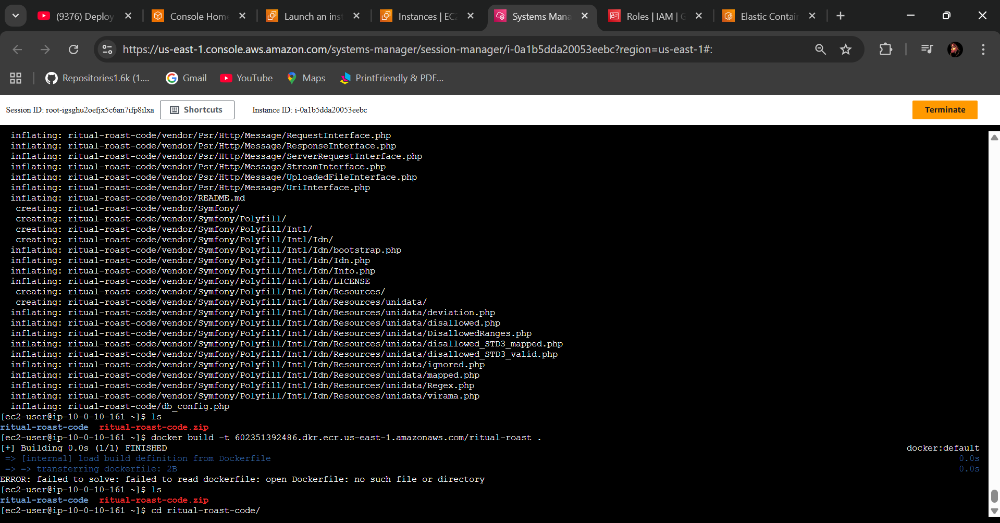 (9376) Deploy
Console Home
Launch an inst
Instances | EC2
Systems Mana
Roles | IAM | G
Elastic Contain
https://us-east-1.console.aws.amazon.com/systems-manager/session-manager/i-0a1b5dda20053eebc?region=us-east-1#:
Repositories1.6k (1.... Gmail YouTube Maps PrintFriendly & PDF...
Session ID: root-igsghu2oefjx5c6an7ifp8ilxa Shortcuts Instance ID: i-0a1b5dda20053eebc Terminate
inflating: ritual-roast-code/vendor/Psr/Http/Message/RequestInterface.php
inflating: ritual-roast-code/vendor/Psr/Http/Message/ResponseInterface.php
inflating: ritual-roast-code/vendor/Psr/Http/Message/ServerRequestInterface.php
inflating: ritual-roast-code/vendor/Psr/Http/Message/StreamInterface.php
inflating: ritual-roast-code/vendor/Psr/Http/Message/UploadedFileInterface.php
inflating: ritual-roast-code/vendor/Psr/Http/Message/UriInterface.php
inflating: ritual-roast-code/vendor/README.md
creating: ritual-roast-code/vendor/Symfony/
creating: ritual-roast-code/vendor/Symfony/Polyfill/
creating: ritual-roast-code/vendor/Symfony/Polyfill/Intl/
creating: ritual-roast-code/vendor/Symfony/Polyfill/Intl/Idn/
inflating: ritual-roast-code/vendor/Symfony/Polyfill/Intl/Idn/bootstrap.php
inflating: ritual-roast-code/vendor/Symfony/Polyfill/Intl/Idn/Idn.php
inflating: ritual-roast-code/vendor/Symfony/Polyfill/Intl/Idn/Info.php
inflating: ritual-roast-code/vendor/Symfony/Polyfill/Intl/Idn/LICENSE
creating: ritual-roast-code/vendor/Symfony/Polyfill/Intl/Idn/Resources/
creating: ritual-roast-code/vendor/Symfony/Polyfill/Intl/Idn/Resources/unidata/
inflating: ritual-roast-code/vendor/Symfony/Polyfill/Intl/Idn/Resources/unidata/deviation.php
inflating: ritual-roast-code/vendor/Symfony/Polyfill/Intl/Idn/Resources/unidata/disallowed.php
inflating: ritual-roast-code/vendor/Symfony/Polyfill/Intl/Idn/Resources/unidata/DisallowedRanges.php
inflating: ritual-roast-code/vendor/Symfony/Polyfill/Intl/Idn/Resources/unidata/disallowed_STD3_mapped.php
inflating: ritual-roast-code/vendor/Symfony/Polyfill/Intl/Idn/Resources/unidata/disallowed_STD3_valid.php
inflating: ritual-roast-code/vendor/Symfony/Polyfill/Intl/Idn/Resources/unidata/ignored.php
inflating: ritual-roast-code/vendor/Symfony/Polyfill/Intl/Idn/Resources/unidata/mapped.php
inflating: ritual-roast-code/vendor/Symfony/Polyfill/Intl/Idn/Resources/unidata/Regex.php
inflating: ritual-roast-code/vendor/Symfony/Polyfill/Intl/Idn/Resources/unidata/virama.php
inflating: ritual-roast-code/db_config.php
[ec2-user@ip-10-0-10-161 ~]$ ls
ritual-roast-code ritual-roast-code.zip
[ec2-user@ip-10-0-10-161 ~]$ docker build -t 602351392486.dkr.ecr.us-east-1.amazonaws.com/ritual-roast .
[+] Building 0.0s (1/1) FINISHED docker:default
=> [internal] load build definition from Dockerfile 0.0s
=> => transferring dockerfile: 2B 0.0s
ERROR: failed to solve: failed to read dockerfile: open Dockerfile: no such file or directory
[ec2-user@ip-10-0-10-161 ~]$ ls
ritual-roast-code ritual-roast-code.zip
[ec2-user@ip-10-0-10-161 ~]$ cd ritual-roast-code/